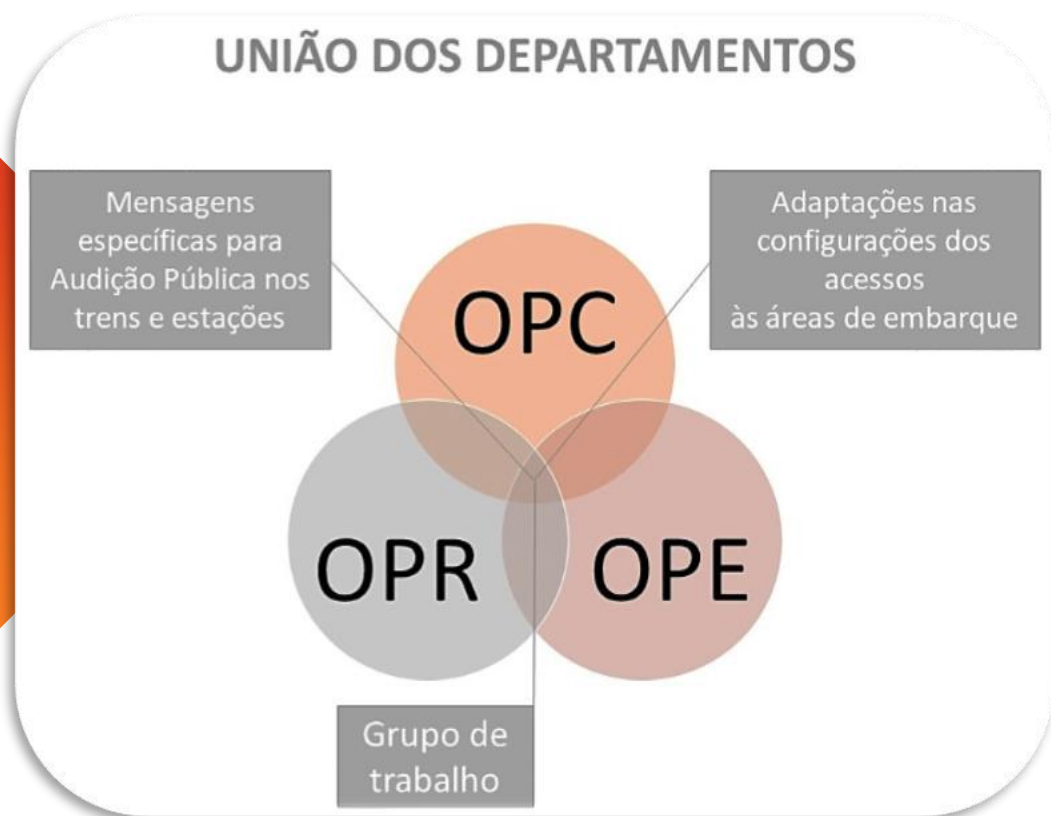 UNIÃO DOS DEPARTAMENTOS
Mensagens
específicas para
Audição Pública nos
trens e estações
Adaptações nas
configurações dos
acessos
às áreas de embarque
OPC
OPR
OPE
Grupo de
trabalho